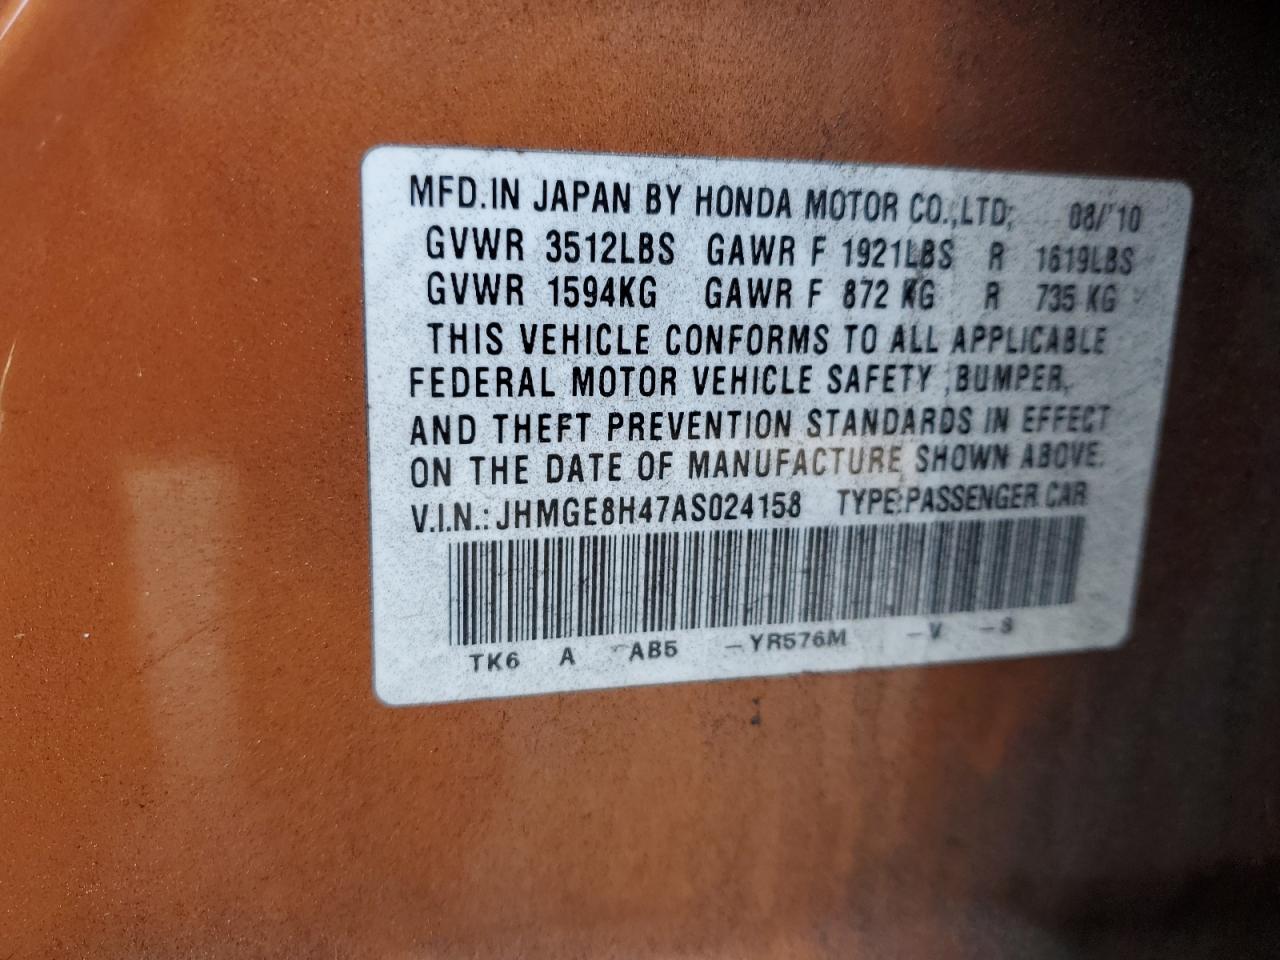 MFD.IN JAPAN BY HONDA MOTOR CO.,LTD; 08/'10
GVWR 3512LBS GAWR F 1921LBS R 1619LBS
GVWR 1594KG GAWR F 872 KG R 735 KG
THIS VEHICLE CONFORMS TO ALL APPLICABLE
FEDERAL MOTOR VEHICLE SAFETY ,BUMPER,
AND THEFT PREVENTION STANDARDS IN EFFECT
ON THE DATE OF MANUFACTURE SHOWN ABOVE.
V.I.N.: JHMGE8H47AS024158 TYPE:PASSENGER CAR
TK6 A AB5 -YR576M -V -S